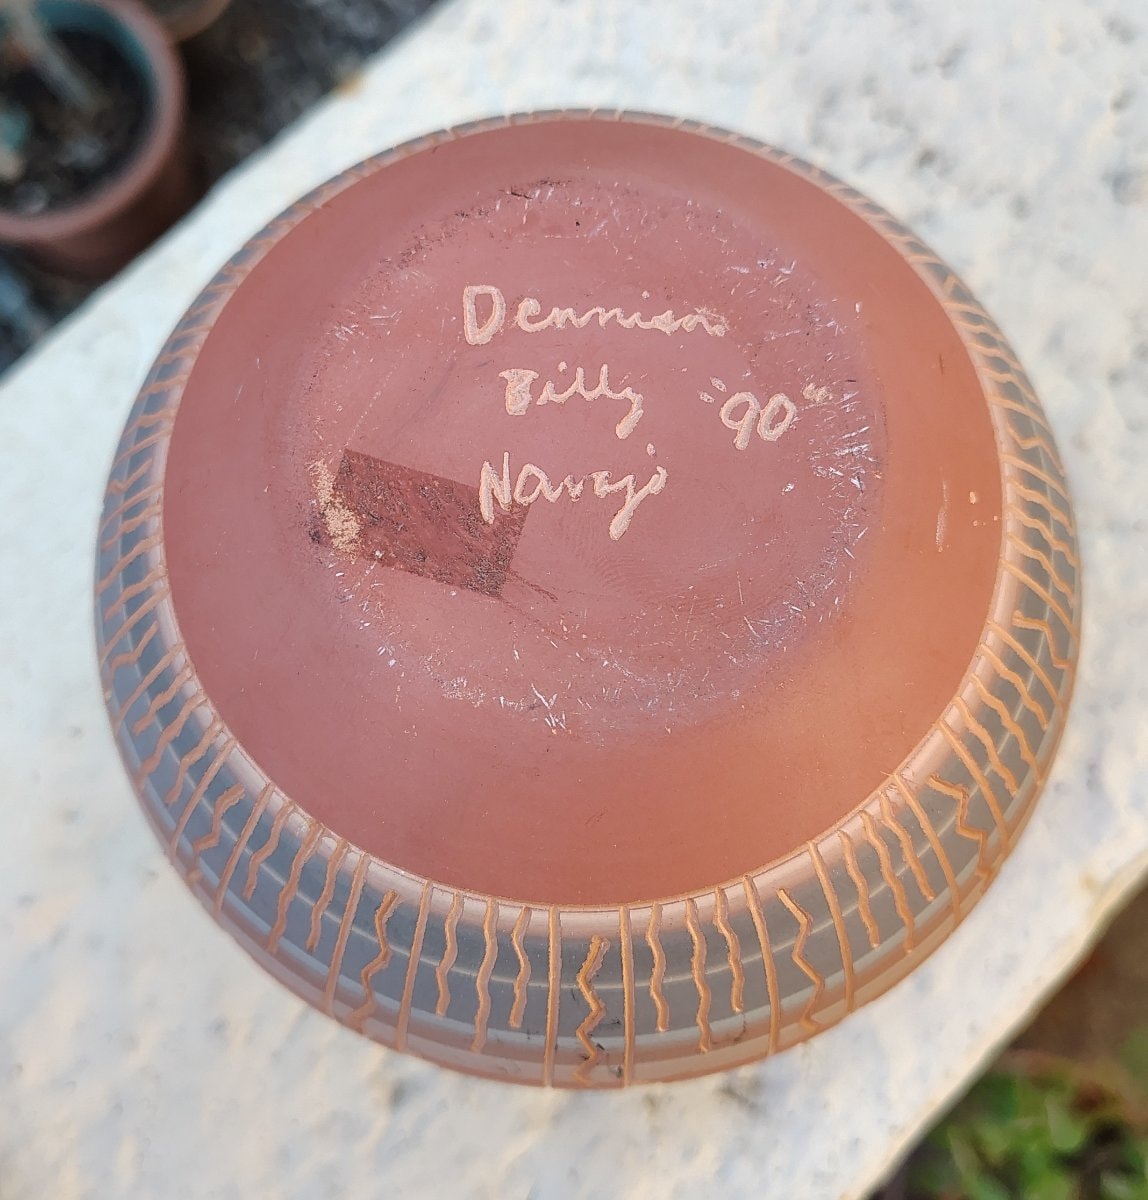 Dennison
Billy "90"
Navajo